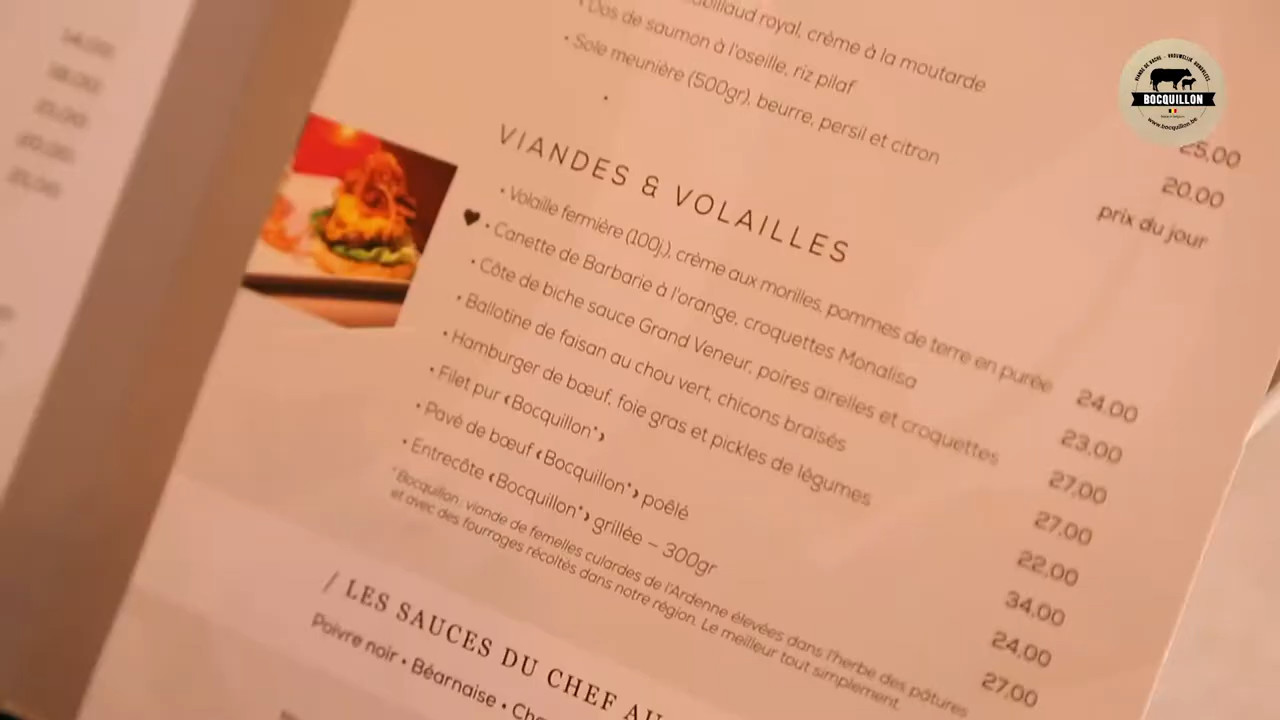 royal, crème à la moutarde
• Dos de saumon à l'oseille, riz pilaf 25,00
• Sole meunière (500gr), beurre, persil et citron 20,00
prix du jour
VIANDES & VOLAILLES
• Volaille fermière (100j.), crème aux morilles, pommes de terre en purée 24,00
• Canette de Barbarie à l'orange, croquettes Monalisa 23,00
• Côte de biche sauce Grand Veneur, poires airelles et croquettes 27,00
• Ballotine de faisan au chou vert, chicons braisés 27,00
• Hamburger de bœuf, foie gras et pickles de légumes 22,00
• Filet pur ‹Bocquillon*› 34,00
• Pavé de bœuf ‹Bocquillon*› poêlé 24,00
• Entrecôte ‹Bocquillon*› grillée – 300gr 27,00
*Bocquillon: viande de femelles culardes de l'Ardenne élevées dans l'herbe des pâtures
et avec des fourrages récoltés dans notre région. Le meilleur tout simplement.
/ LES SAUCES DU CHEF AU
Poivre noir • Béarnaise • Ch
BOCQUILLON
www.bocquillon.be